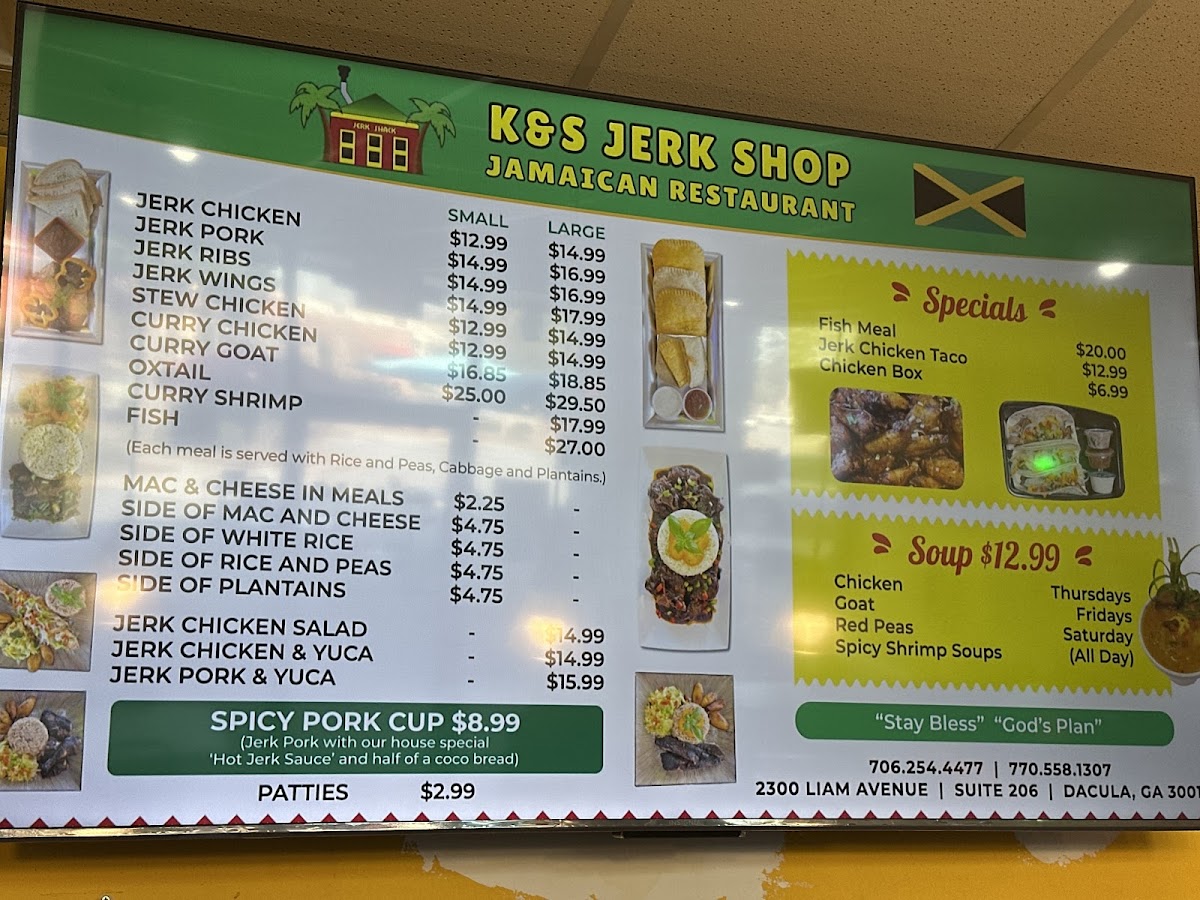 JERK SHACK
K&S JERK SHOP
JAMAICAN RESTAURANT
SMALL LARGE
JERK CHICKEN $12.99 $14.99
JERK PORK $14.99 $16.99
JERK RIBS $14.99 $16.99
JERK WINGS $14.99 $17.99
STEW CHICKEN $12.99 $14.99
CURRY CHICKEN $12.99 $14.99
CURRY GOAT $16.85 $18.85
OXTAIL $25.00 $29.50
CURRY SHRIMP - $17.99
FISH - $27.00
(Each meal is served with Rice and Peas, Cabbage and Plantains.)
MAC & CHEESE IN MEALS $2.25 -
SIDE OF MAC AND CHEESE $4.75 -
SIDE OF WHITE RICE $4.75 -
SIDE OF RICE AND PEAS $4.75 -
SIDE OF PLANTAINS $4.75 -
JERK CHICKEN SALAD - $14.99
JERK CHICKEN & YUCA - $14.99
JERK PORK & YUCA - $15.99
SPICY PORK CUP $8.99
(Jerk Pork with our house special
'Hot Jerk Sauce' and half of a coco bread)
PATTIES $2.99
Specials
Fish Meal $20.00
Jerk Chicken Taco $12.99
Chicken Box $6.99
Soup $12.99
Chicken Thursdays
Goat Fridays
Red Peas Saturday
Spicy Shrimp Soups (All Day)
"Stay Bless" "God's Plan"
706.254.4477 | 770.558.1307
2300 LIAM AVENUE | SUITE 206 | DACULA, GA 3001